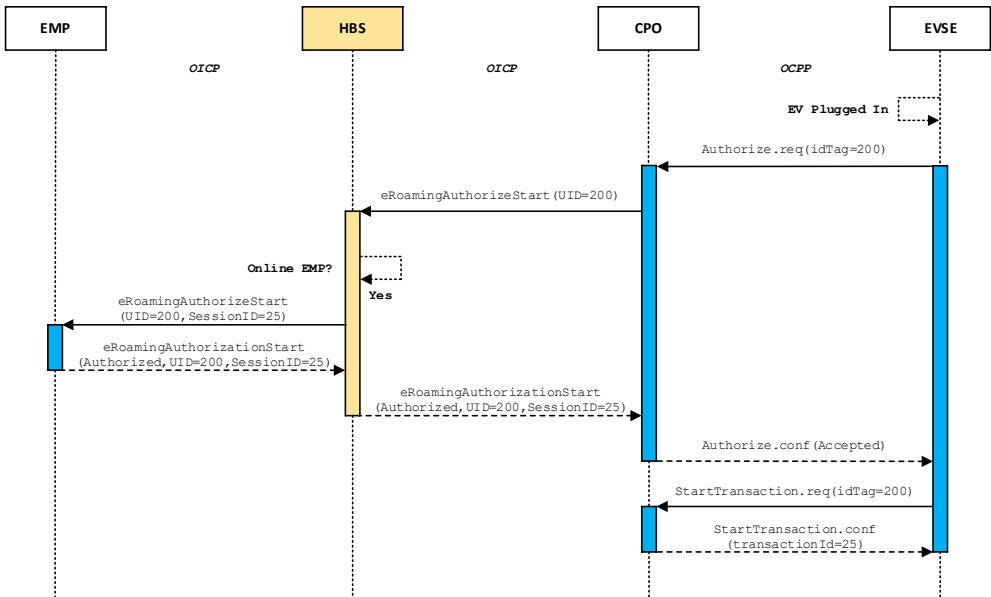 EMP
HBS
CPO
EVSE
OICP
OICP
OCPP
EV Plugged In
Authorize.req(idTag=200)
eRoamingAuthorizeStart(UID=200)
Online EMP?
Yes
eRoamingAuthorizeStart
(UID=200,SessionID=25)
eRoamingAuthorizationStart
(Authorized,UID=200,SessionID=25)
eRoamingAuthorizationStart
(Authorized,UID=200,SessionID=25)
Authorize.conf(Accepted)
StartTransaction.req(idTag=200)
StartTransaction.conf
(transactionId=25)